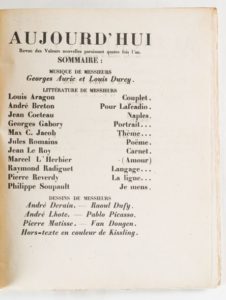 AUJOURD'HUI
Revue des Valeurs nouvelles paraissant quatre fois l'an.
SOMMAIRE :
MUSIQUE DE MESSIEURS
Georges Auric et Louis Durey.
LITTÉRATURE DE MESSIEURS
Louis Aragon Couplet.
André Breton Pour Lafcadio.
Jean Cocteau Naples.
Georges Gabory Portrait...
Max C. Jacob Thème...
Jules Romains Poème.
Jean Le Roy Carnet.
Marcel L'Herbier (Amour)
Raymond Radiguet Langage...
Pierre Reverdy La ligne...
Philippe Soupault Je mens.
DESSINS DE MESSIEURS
André Derain. — Raoul Dufy.
André Lhote. — Pablo Picasso.
Pierre Matisse. — Van Dongen.
Hors-texte en couleur de Kissling.